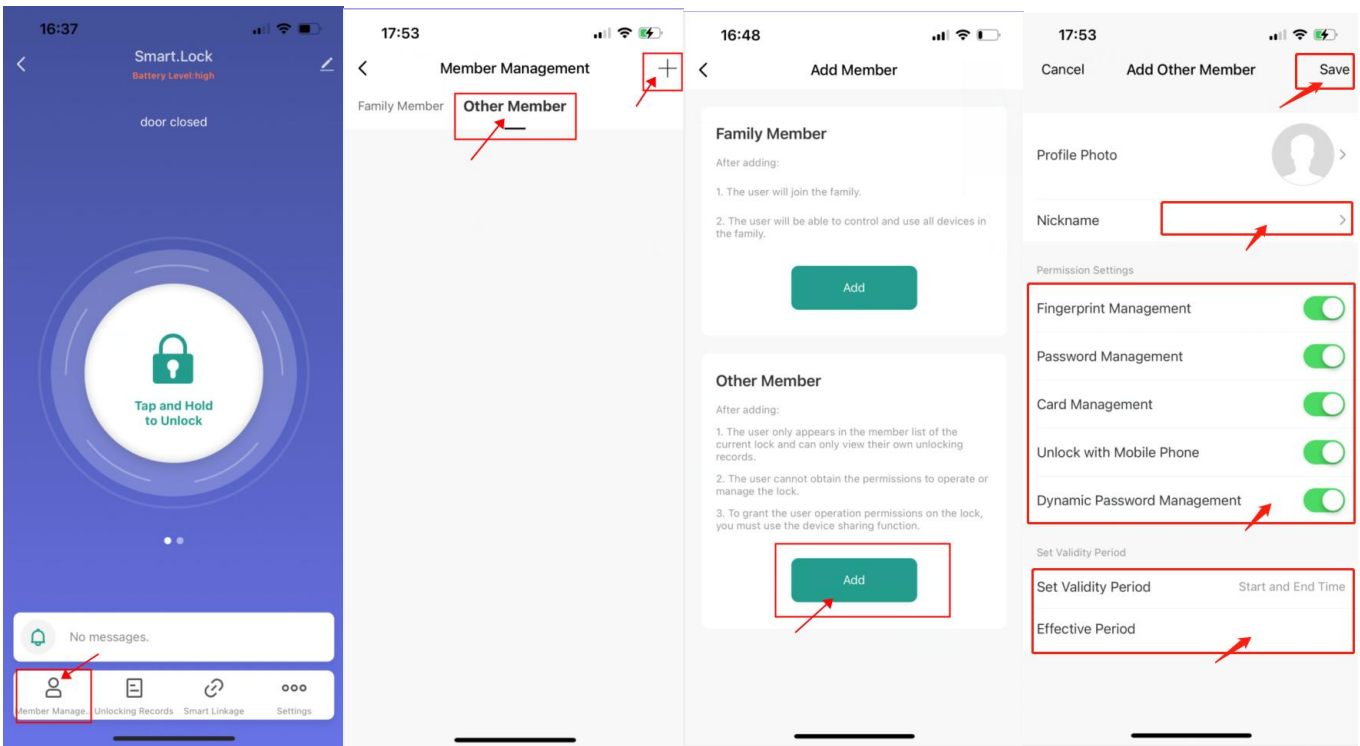 16:37
Smart.Lock
Battery Level:high
door closed
Tap and Hold
to Unlock
No messages.
Member Manage..
Unlocking Records
Smart Linkage
Settings
17:53
Member Management
Family Member
Other Member
16:48
Add Member
Family Member
After adding:
1. The user will join the family.
2. The user will be able to control and use all devices in
the family.
Add
Other Member
After adding:
1. The user only appears in the member list of the
current lock and can only view their own unlocking
records.
2. The user cannot obtain the permissions to operate or
manage the lock.
3. To grant the user operation permissions on the lock,
you must use the device sharing function.
Add
17:53
Cancel
Add Other Member
Save
Profile Photo
Nickname
Permission Settings
Fingerprint Management
Password Management
Card Management
Unlock with Mobile Phone
Dynamic Password Management
Set Validity Period
Set Validity Period
Start and End Time
Effective Period